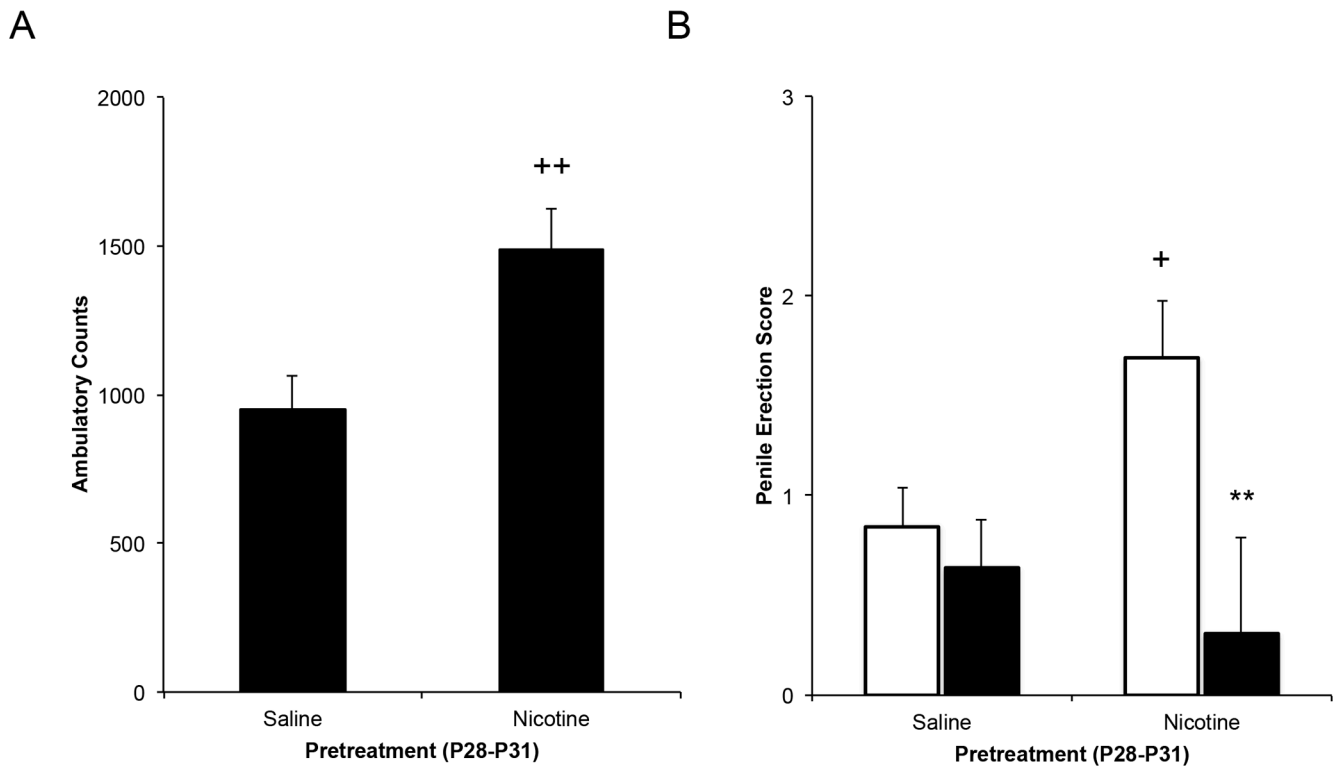 A
2000
1500
1000
500
0
Ambulatory Counts
++
Saline
Nicotine
Pretreatment (P28-P31)
B
3
2
1
0
Penile Erection Score
+
**
Saline
Nicotine
Pretreatment (P28-P31)